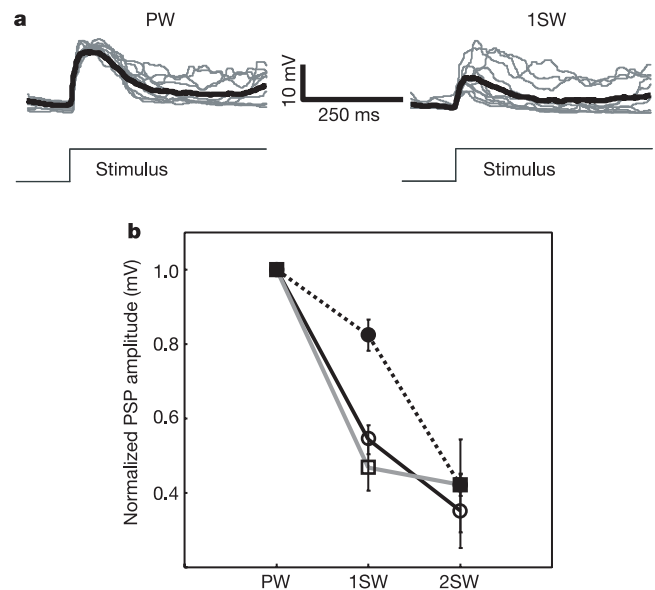 a
PW
1SW
10 mV
250 ms
Stimulus
Stimulus
b
Normalized PSP amplitude (mV)
1.0
0.8
0.6
0.4
PW
1SW
2SW